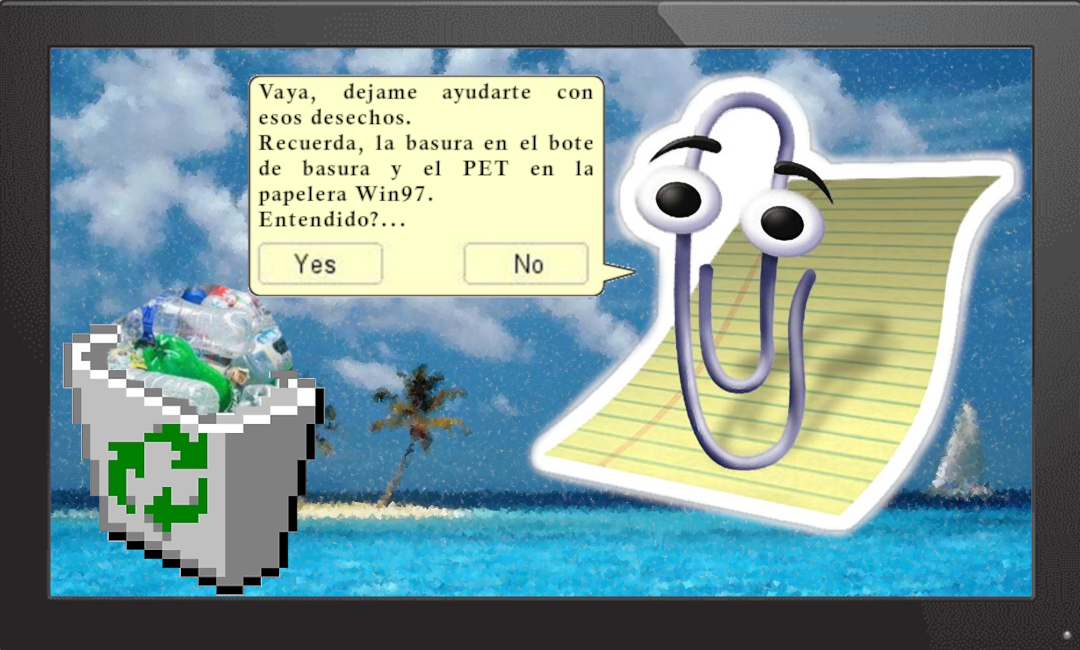 Vaya, dejame ayudarte con
esos desechos.
Recuerda, la basura en el bote
de basura y el PET en la
papelera Win97.
Entendido?...
Yes No